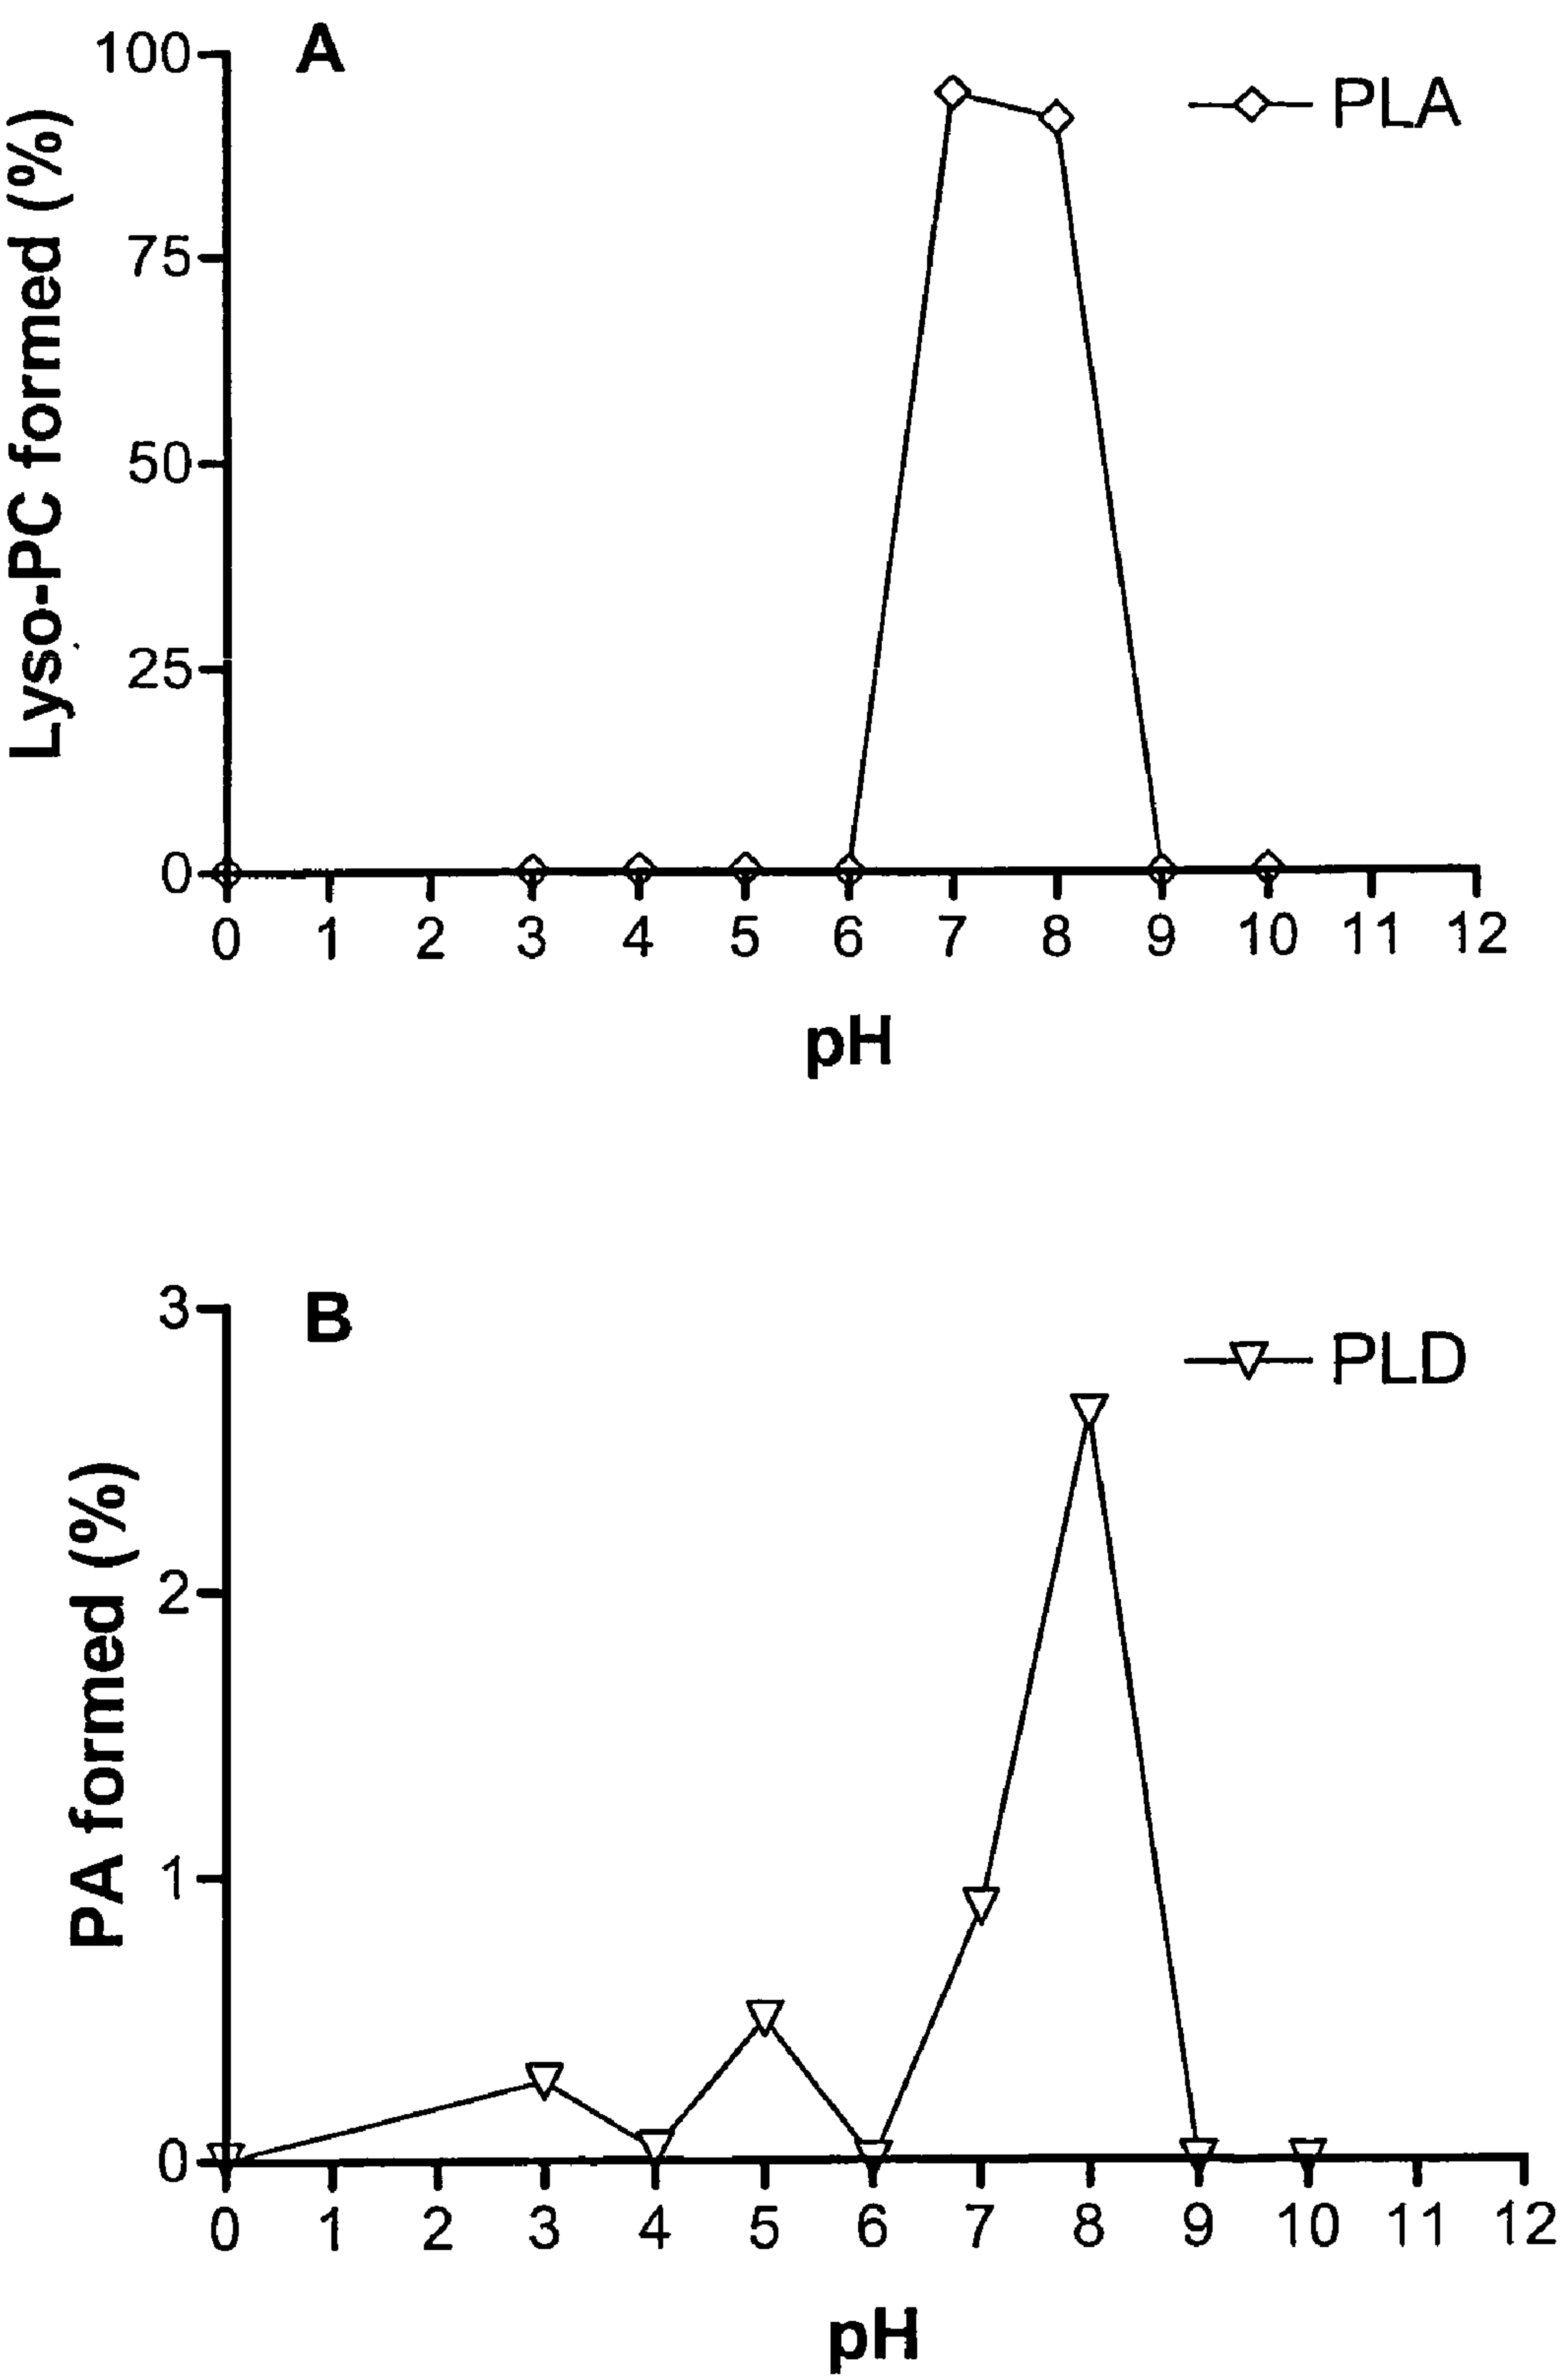 A
PLA
Lyso-PC formed (%)
100
75
50
25
0
0 1 2 3 4 5 6 7 8 9 10 11 12
pH
B
PLD
PA formed (%)
3
2
1
0
0 1 2 3 4 5 6 7 8 9 10 11 12
pH